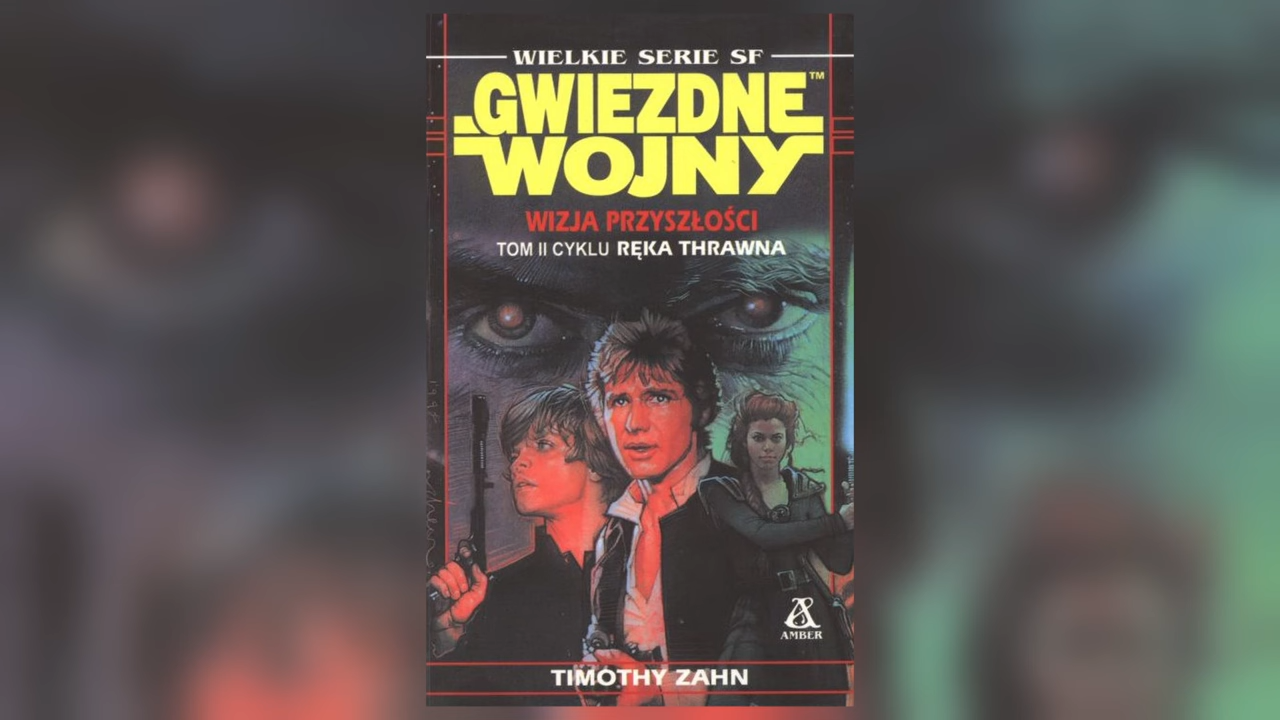 WIELKIE SERIE SF
GWIEZDNE™
WOJNY
WIZJA PRZYSZŁOŚCI
TOM II CYKLU RĘKA THRAWNA
AMBER
TIMOTHY ZAHN